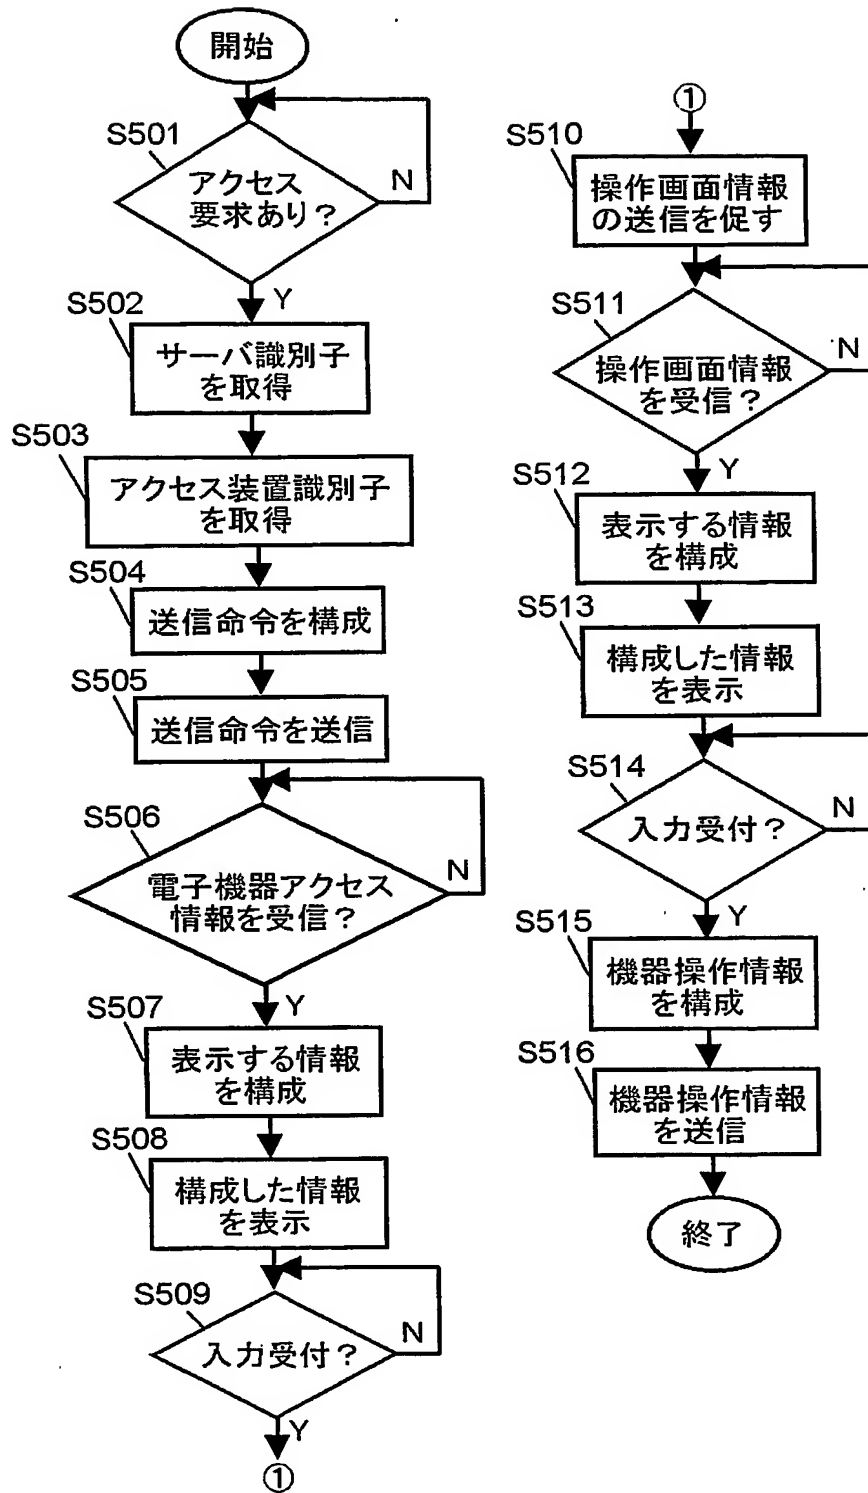 開始
S501
アクセス
要求あり？
N
Y
S502
サーバ識別子
を取得
S503
アクセス装置識別子
を取得
S504
送信命令を構成
S505
送信命令を送信
S506
電子機器アクセス
情報を受信？
N
Y
S507
表示する情報
を構成
S508
構成した情報
を表示
S509
入力受付？
N
Y
①
①
S510
操作画面情報
の送信を促す
S511
操作画面情報
を受信？
N
Y
S512
表示する情報
を構成
S513
構成した情報
を表示
S514
入力受付？
N
Y
S515
機器操作情報
を構成
S516
機器操作情報
を送信
終了